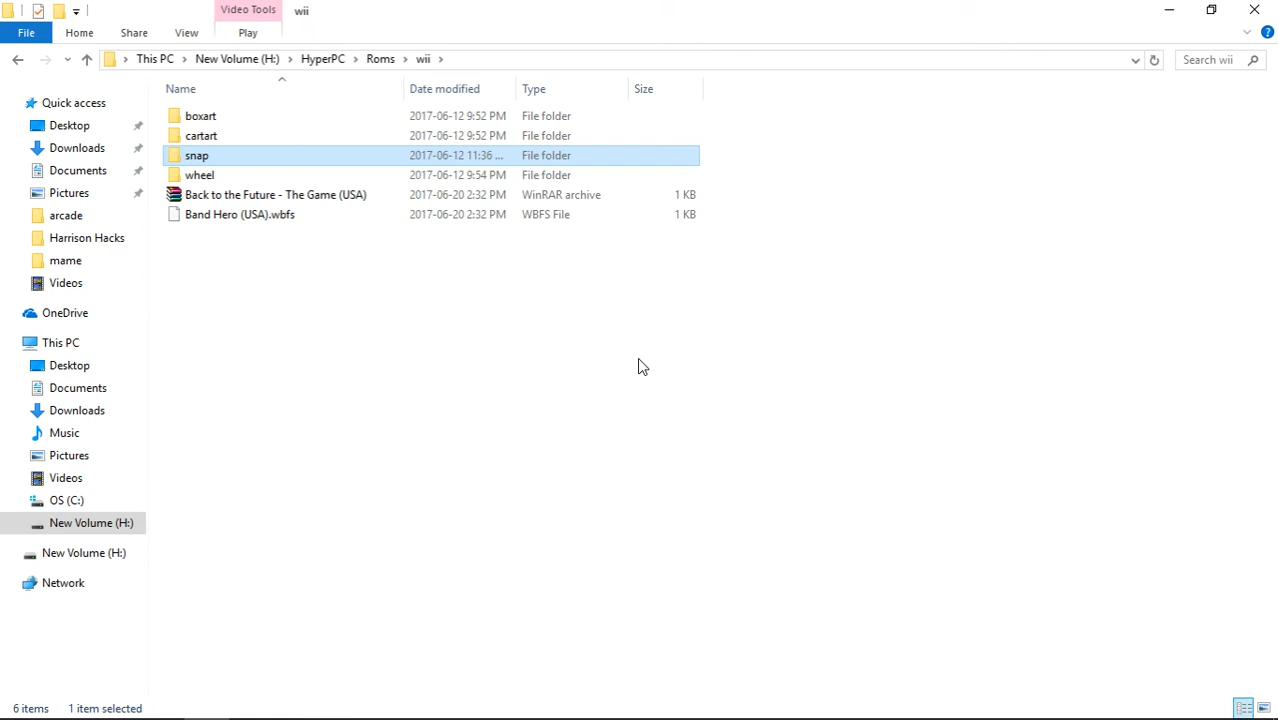 Video Tools
wii
File
Home
Share
View
Play
This PC
New Volume (H:)
HyperPC
Roms
wii
Search wii
Name
Date modified
Type
Size
boxart
2017-06-12 9:52 PM
File folder
cartart
2017-06-12 9:52 PM
File folder
snap
2017-06-12 11:36 ...
File folder
wheel
2017-06-12 9:54 PM
File folder
Back to the Future - The Game (USA)
2017-06-20 2:32 PM
WinRAR archive
1 KB
Band Hero (USA).wbfs
2017-06-20 2:32 PM
WBFS File
1 KB
Quick access
Desktop
Downloads
Documents
Pictures
arcade
Harrison Hacks
mame
Videos
OneDrive
This PC
Desktop
Documents
Downloads
Music
Pictures
Videos
OS (C:)
New Volume (H:)
New Volume (H:)
Network
6 items
1 item selected